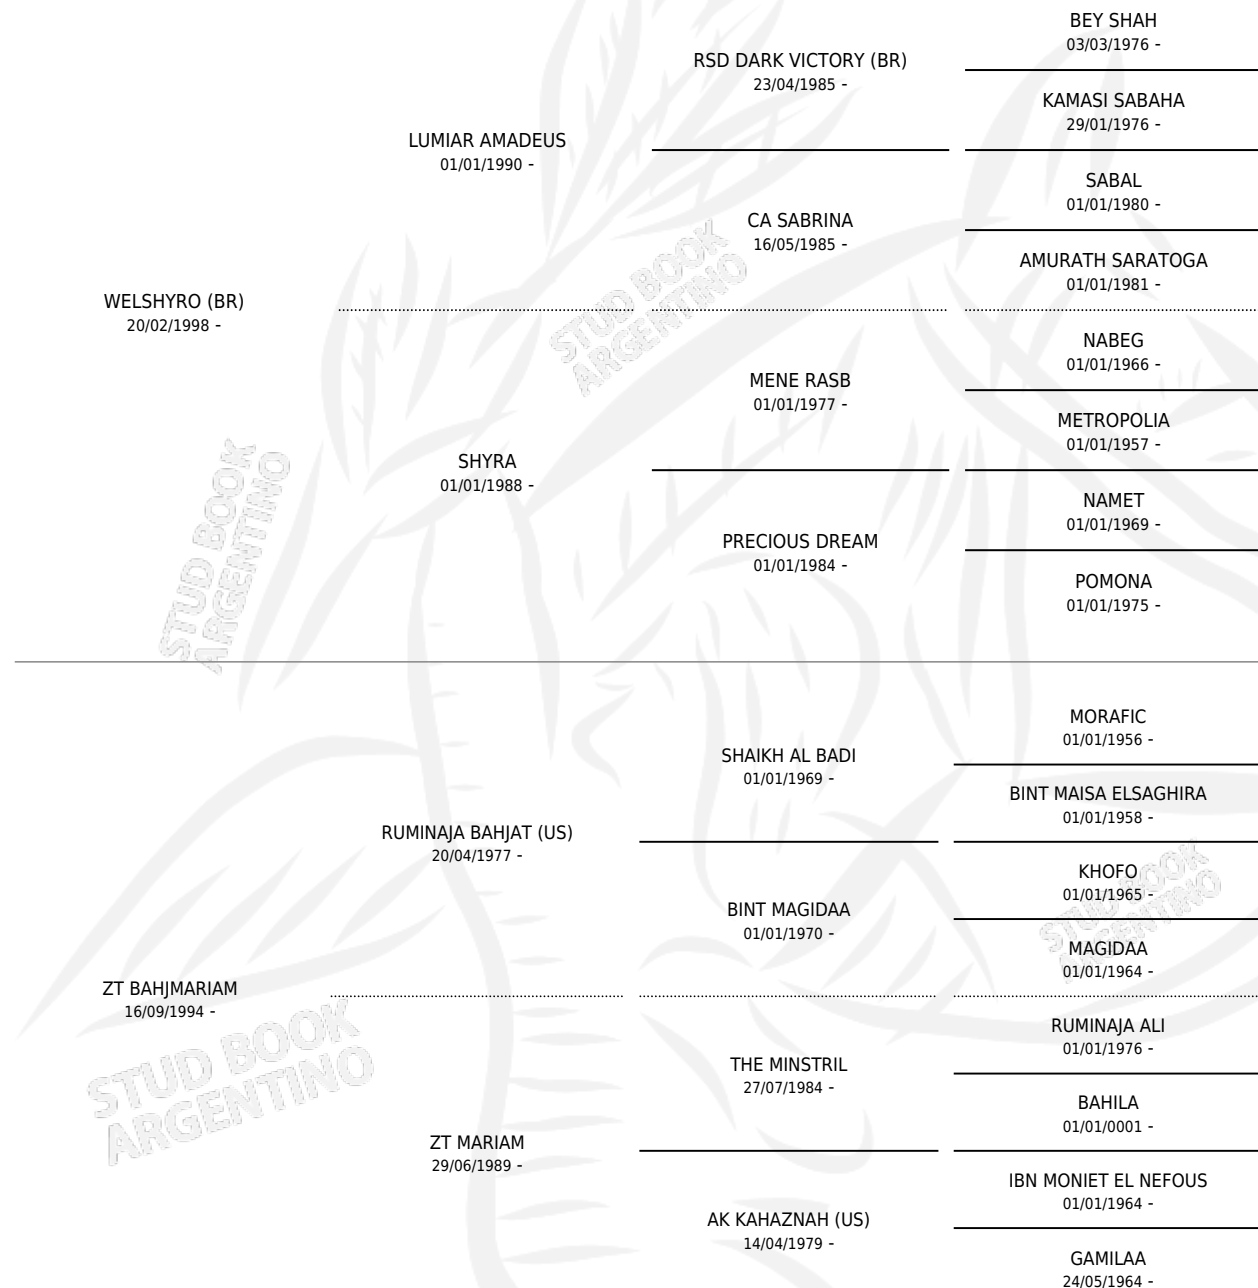 BEY SHAH
03/03/1976 -
RSD DARK VICTORY (BR)
23/04/1985 -
KAMASI SABAHA
29/01/1976 -
LUMIAR AMADEUS
01/01/1990 -
SABAL
01/01/1980 -
CA SABRINA
16/05/1985 -
AMURATH SARATOGA
01/01/1981 -
WELSHYRO (BR)
20/02/1998 -
NABEG
01/01/1966 -
MENE RASB
01/01/1977 -
METROPOLIA
01/01/1957 -
SHYRA
01/01/1988 -
NAMET
01/01/1969 -
PRECIOUS DREAM
01/01/1984 -
POMONA
01/01/1975 -
STUD BOOK
ARGENTINO
STUD BOOK
ARGENTINO
MORAFIC
01/01/1956 -
SHAIKH AL BADI
01/01/1969 -
BINT MAISA ELSAGHIRA
01/01/1958 -
RUMINAJA BAHJAT (US)
20/04/1977 -
KHOFO
01/01/1965 -
BINT MAGIDAA
01/01/1970 -
MAGIDAA
01/01/1964 -
ZT BAHJMARIAM
16/09/1994 -
RUMINAJA ALI
01/01/1976 -
THE MINSTRIL
27/07/1984 -
BAHILA
01/01/0001 -
ZT MARIAM
29/06/1989 -
IBN MONIET EL NEFOUS
01/01/1964 -
AK KAHAZNAH (US)
14/04/1979 -
GAMILAA
24/05/1964 -
STUD BOOK
ARGENTINO
STUD BOOK
ARGENTINO